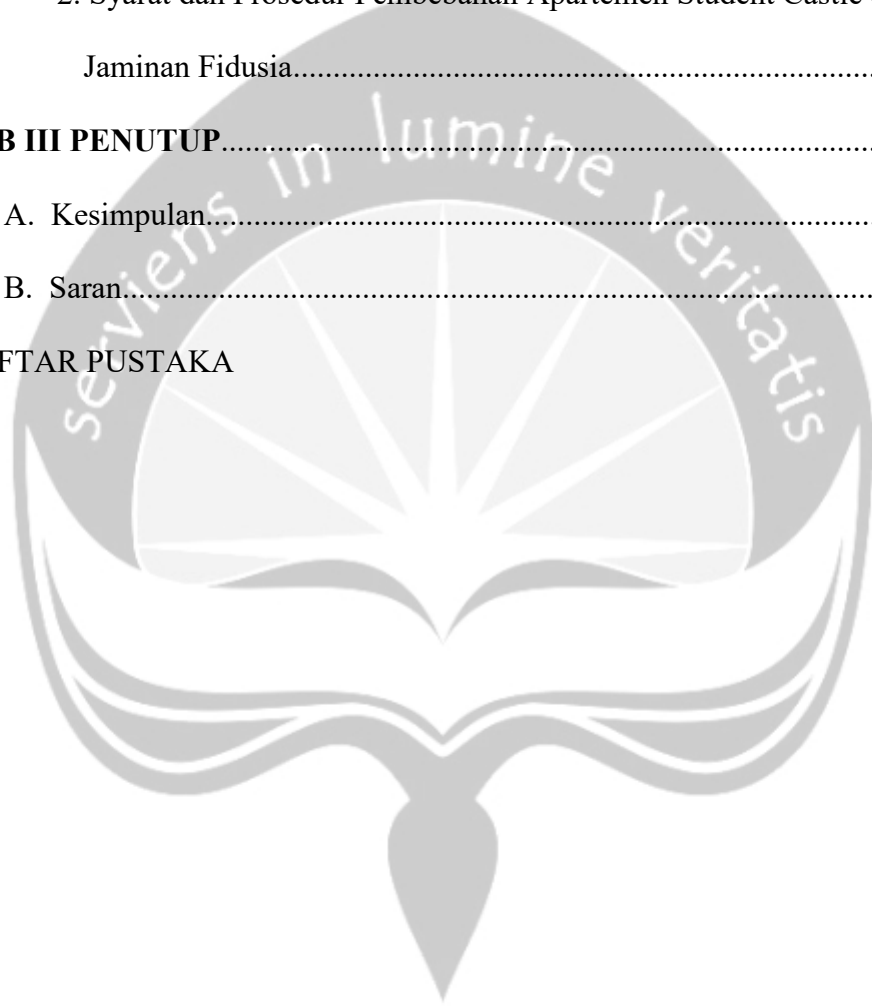 2. Syarat dan Prosedur Pembebanan Apartemen Student Castle
Jaminan Fidusia........................................................................
B III PENUTUP.................................................................................
A. Kesimpulan...................................................................................
B. Saran.............................................................................................
FTAR PUSTAKA
serviens in lumine veritatis